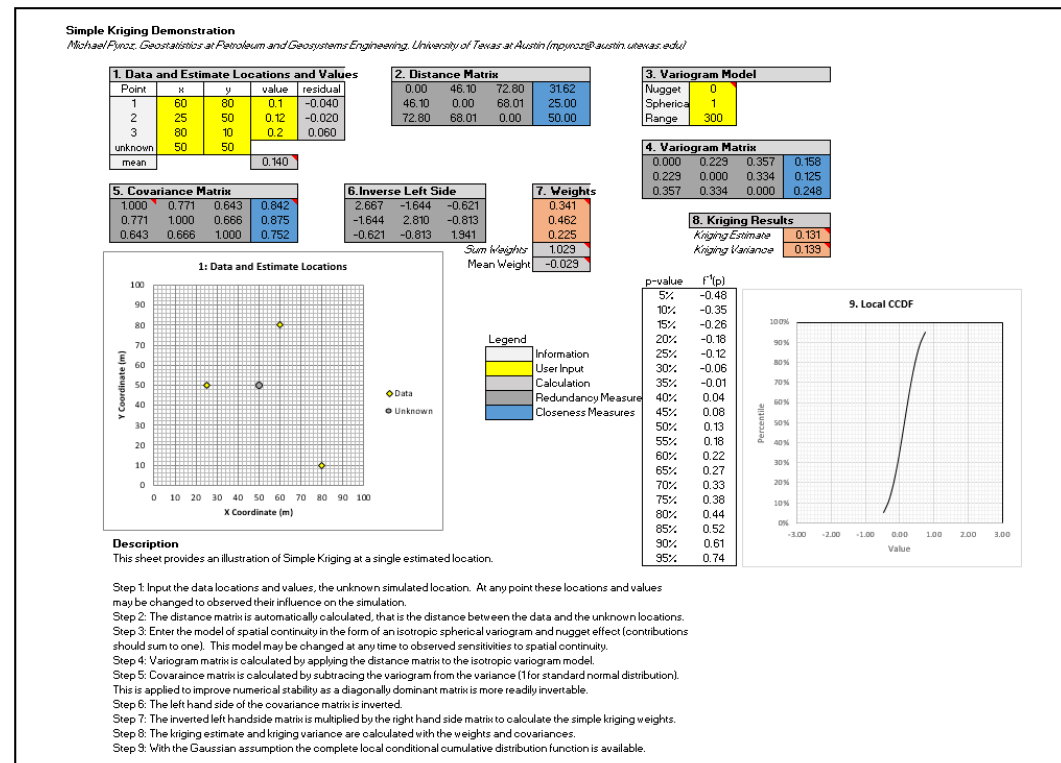 Simple Kriging Demonstration
Michael Pyrcz, Geostatistics at Petroleum and Geosystems Engineering, University of Texas at Austin (mpyrcz@austin.utexas.edu)
1. Data and Estimate Locations and Values
Point x y value residual
1 60 80 0.1 -0.040
2 25 50 0.12 -0.020
3 80 10 0.2 0.060
unknown 50 50
mean 0.140
2. Distance Matrix
0.00 46.10 72.80 31.62
46.10 0.00 68.01 25.00
72.80 68.01 0.00 50.00
3. Variogram Model
Nugget 0
Spherica 1
Range 300
4. Variogram Matrix
0.000 0.229 0.357 0.158
0.229 0.000 0.334 0.125
0.357 0.334 0.000 0.248
5. Covariance Matrix
1.000 0.771 0.643 0.842
0.771 1.000 0.666 0.875
0.643 0.666 1.000 0.752
6.Inverse Left Side
2.667 -1.644 -0.621
-1.644 2.810 -0.813
-0.621 -0.813 1.941
7. Weights
0.341
0.462
0.225
Sum Weights 1.029
Mean Weight -0.029
8. Kriging Results
Kriging Estimate 0.131
Kriging Variance 0.139
1: Data and Estimate Locations
Y Coordinate (m)
100
90
80
70
60
50
40
30
20
10
0
0 10 20 30 40 50 60 70 80 90 100
X Coordinate (m)
Data
Unknown
Legend
Information
User Input
Calculation
Redundancy Measure
Closeness Measures
p-value f⁻¹(p)
5% -0.48
10% -0.35
15% -0.26
20% -0.18
25% -0.12
30% -0.06
35% -0.01
40% 0.04
45% 0.08
50% 0.13
55% 0.18
60% 0.22
65% 0.27
70% 0.33
75% 0.38
80% 0.44
85% 0.52
90% 0.61
95% 0.74
9. Local CCDF
Percentile
100%
90%
80%
70%
60%
50%
40%
30%
20%
10%
0%
-3.00 -2.00 -1.00 0.00 1.00 2.00 3.00
Value
Description
This sheet provides an illustration of Simple Kriging at a single estimated location.
Step 1: Input the data locations and values, the unknown simulated location. At any point these locations and values
may be changed to observed their influence on the simulation.
Step 2: The distance matrix is automatically calculated, that is the distance between the data and the unknown locations.
Step 3: Enter the model of spatial continuity in the form of an isotropic spherical variogram and nugget effect (contributions
should sum to one). This model may be changed at any time to observed sensitivities to spatial continuity.
Step 4: Variogram matrix is calculated by applying the distance matrix to the isotropic variogram model.
Step 5: Covaraince matrix is calculated by subtracing the variogram from the variance (1 for standard normal distribution).
This is applied to improve numerical stability as a diagonally dominant matrix is more readily invertable.
Step 6: The left hand side of the covariance matrix is inverted.
Step 7: The inverted left handside matrix is multiplied by the right hand side matrix to calculate the simple kriging weights.
Step 8: The kriging estimate and kriging variance are calculated with the weights and covariances.
Step 9: With the Gaussian assumption the complete local conditional cumulative distribution function is available.